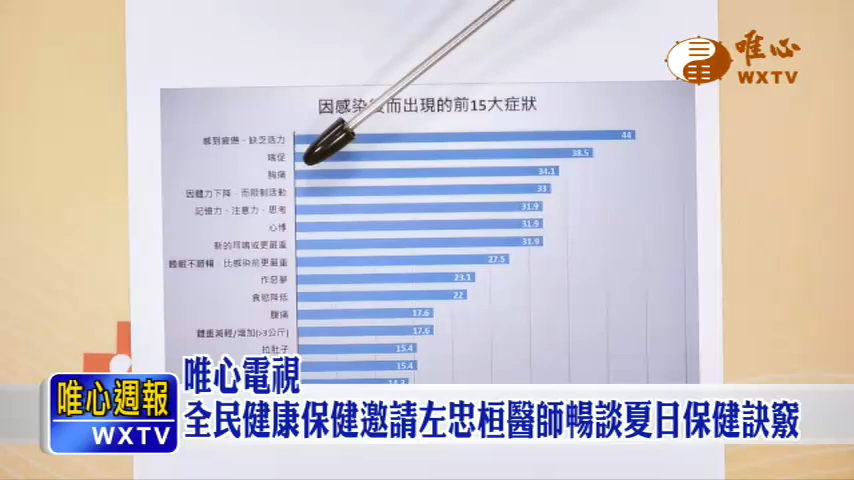 唯心
WXTV
因感染後而出現的前15大症狀
感到疲憊、缺乏活力 44
喘促 38.5
胸痛 34.1
因體力下降,而限制活動 33
記憶力、注意力、思考 31.9
心悸 31.9
新的耳鳴或更嚴重 31.9
睡眠不順暢,比感染前更嚴重 27.5
作惡夢 23.1
食慾降低 22
腹痛 17.6
體重減輕/增加(>3公斤) 17.6
拉肚子 15.4
15.4
14.3
唯心週報
WXTV
唯心電視
全民健康保健邀請左忠桓醫師暢談夏日保健訣竅